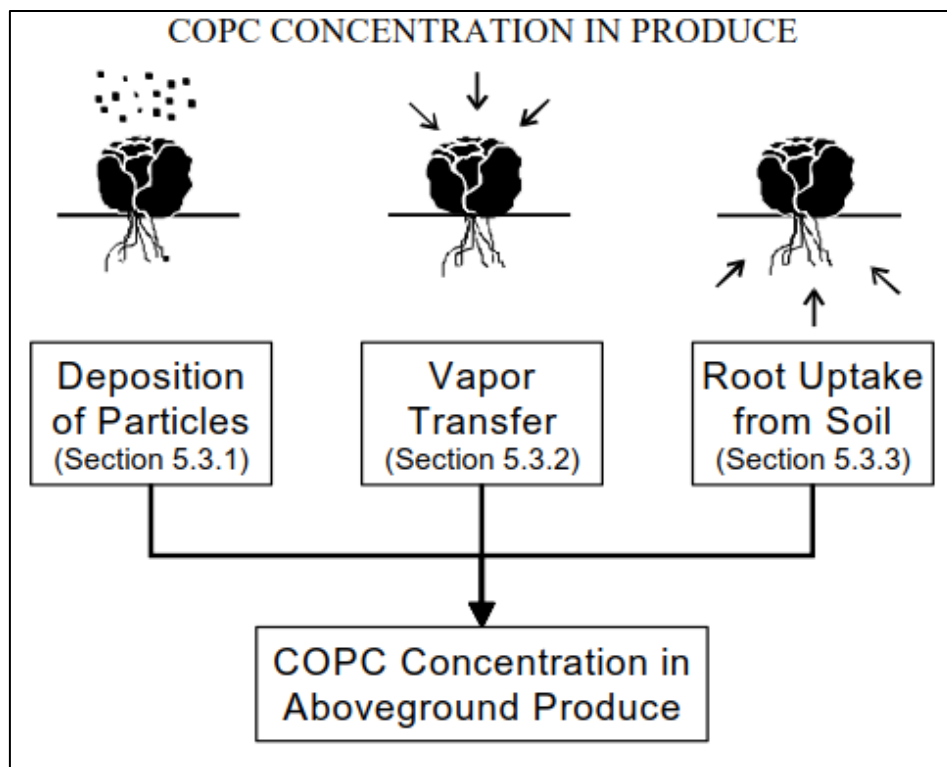 COPC CONCENTRATION IN PRODUCE
Deposition
of Particles
(Section 5.3.1)
Vapor
Transfer
(Section 5.3.2)
Root Uptake
from Soil
(Section 5.3.3)
COPC Concentration in
Aboveground Produce